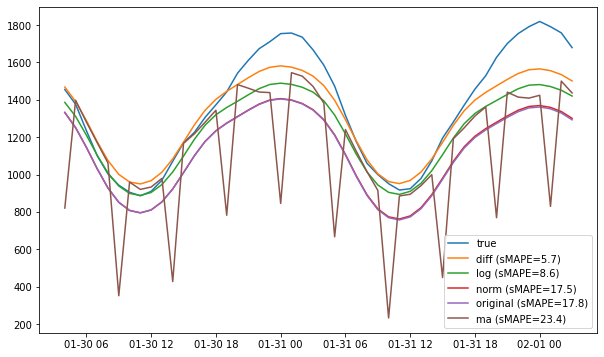 1800
1600
1400
1200
1000
800
600
400
200
true
diff (sMAPE=5.7)
log (sMAPE=8.6)
norm (sMAPE=17.5)
original (sMAPE=17.8)
ma (sMAPE=23.4)
01-30 06 01-30 12 01-30 18 01-31 00 01-31 06 01-31 12 01-31 18 02-01 00